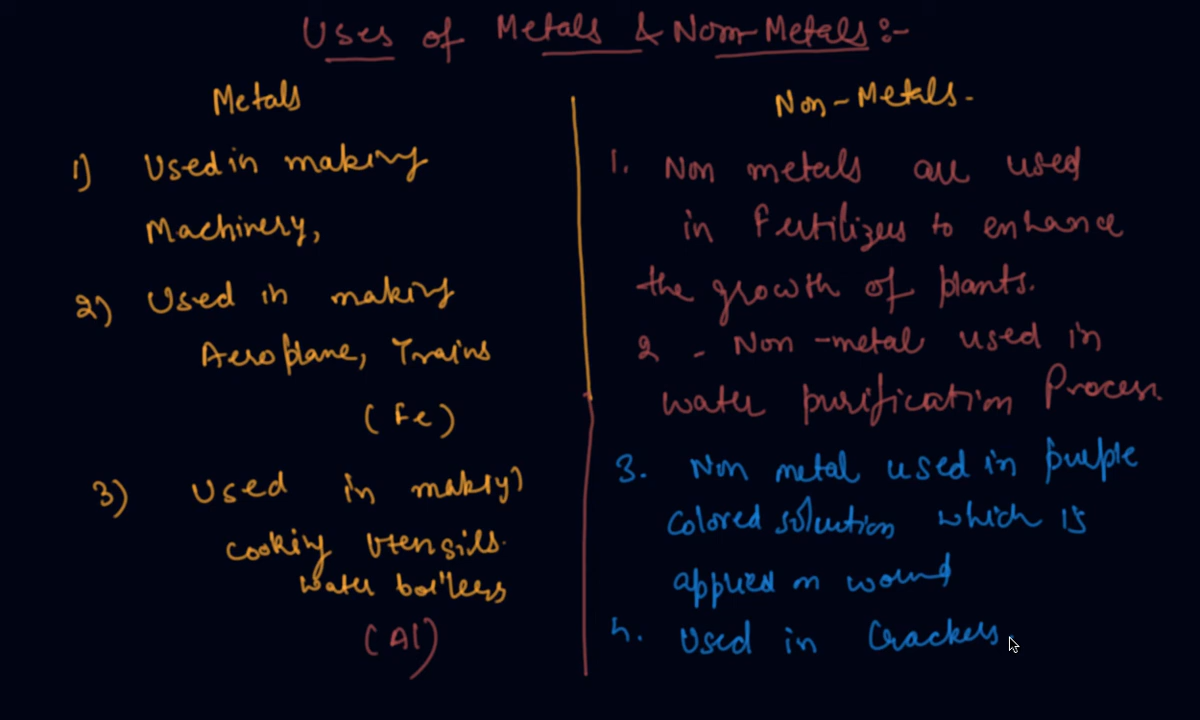 Uses of Metals & Non-Metals:-
Metals
1) Used in making
Machinery,
2) Used in making
Aeroplane, Trains
(Fe)
3) Used in making
Cooking Utensils.
Water boilers
(Al)
Non-Metals.
1. Non metals are used
in Fertilizers to enhance
the growth of plants.
2. Non-metal used in
water purification Process.
3. Non metal used in purple
colored solution which is
applied on wound
4. Used in Crackers.